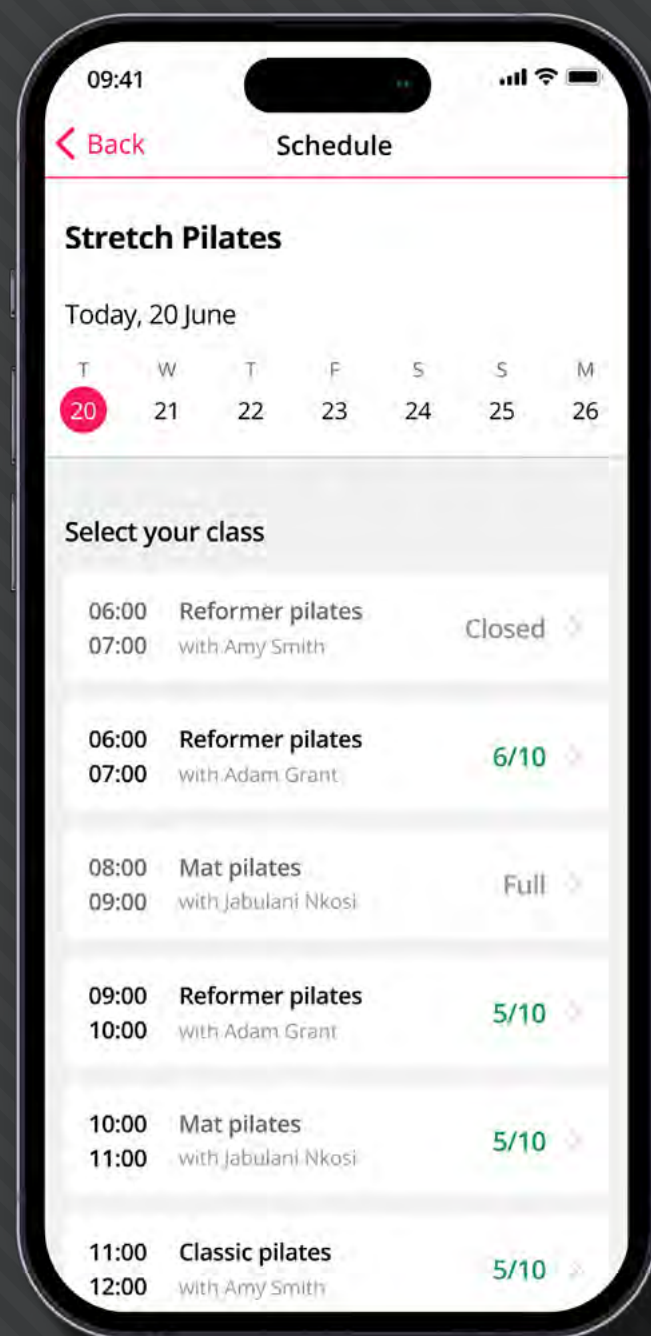 09:41
Back Schedule
Stretch Pilates
Today, 20 June
T W T F S S M
20 21 22 23 24 25 26
Select your class
06:00 Reformer pilates
07:00 with Amy Smith
Closed
06:00 Reformer pilates
07:00 with Adam Grant
6/10
08:00 Mat pilates
09:00 with Jabulani Nkosi
Full
09:00 Reformer pilates
10:00 with Adam Grant
5/10
10:00 Mat pilates
11:00 with Jabulani Nkosi
5/10
11:00 Classic pilates
12:00 with Amy Smith
5/10